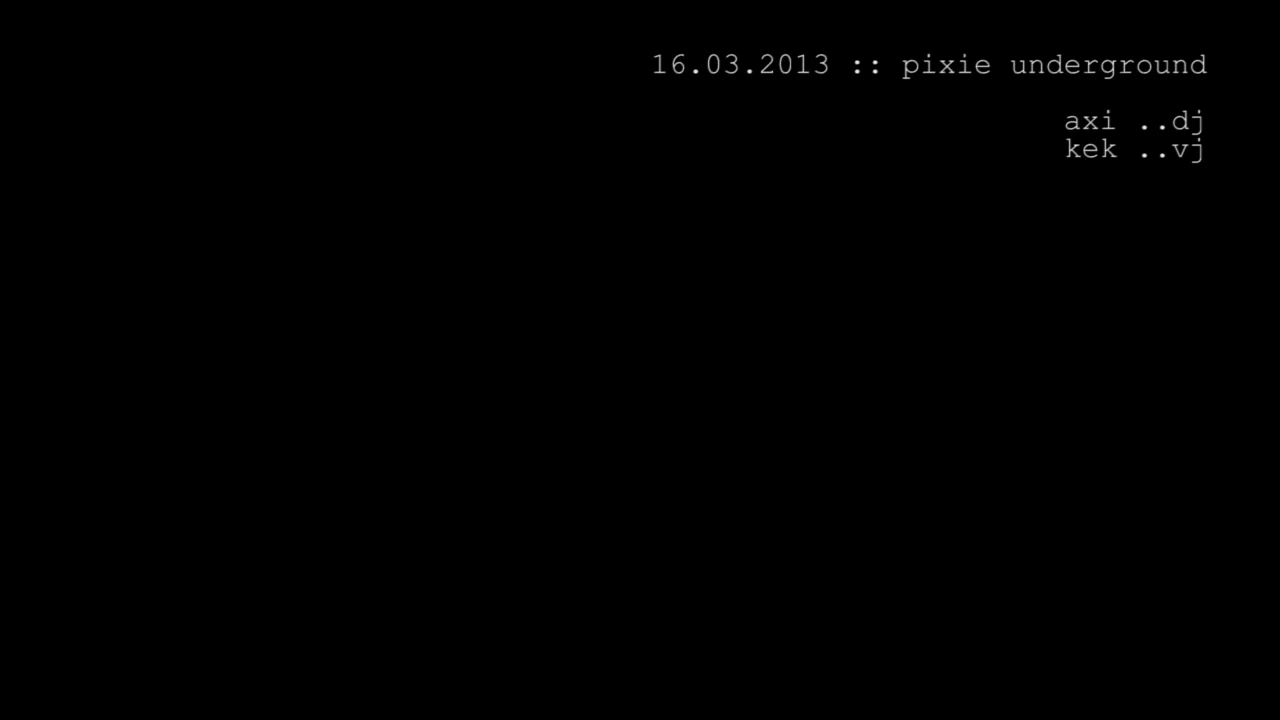 16.03.2013 :: pixie underground
axi ..dj
kek ..vj